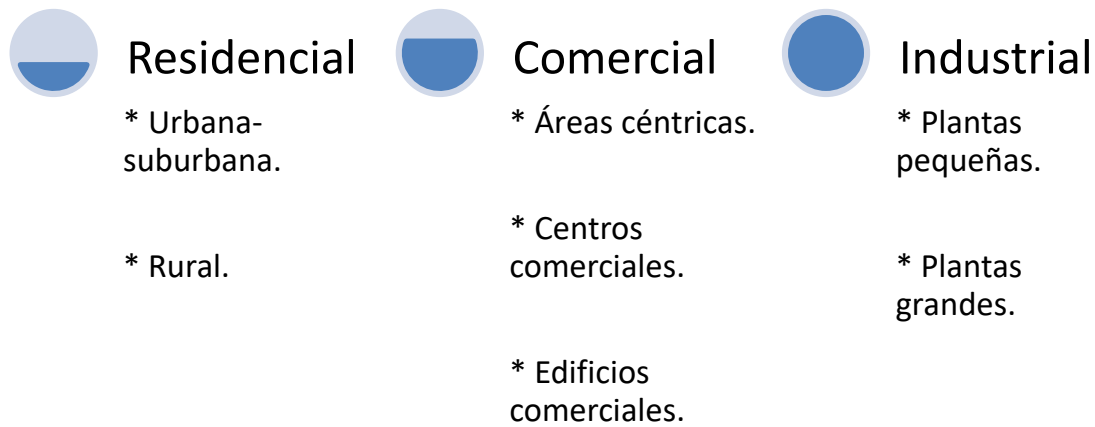 Residencial
* Urbana-
suburbana.
* Rural.
Comercial
* Áreas céntricas.
* Centros
comerciales.
* Edificios
comerciales.
Industrial
* Plantas
pequeñas.
* Plantas
grandes.